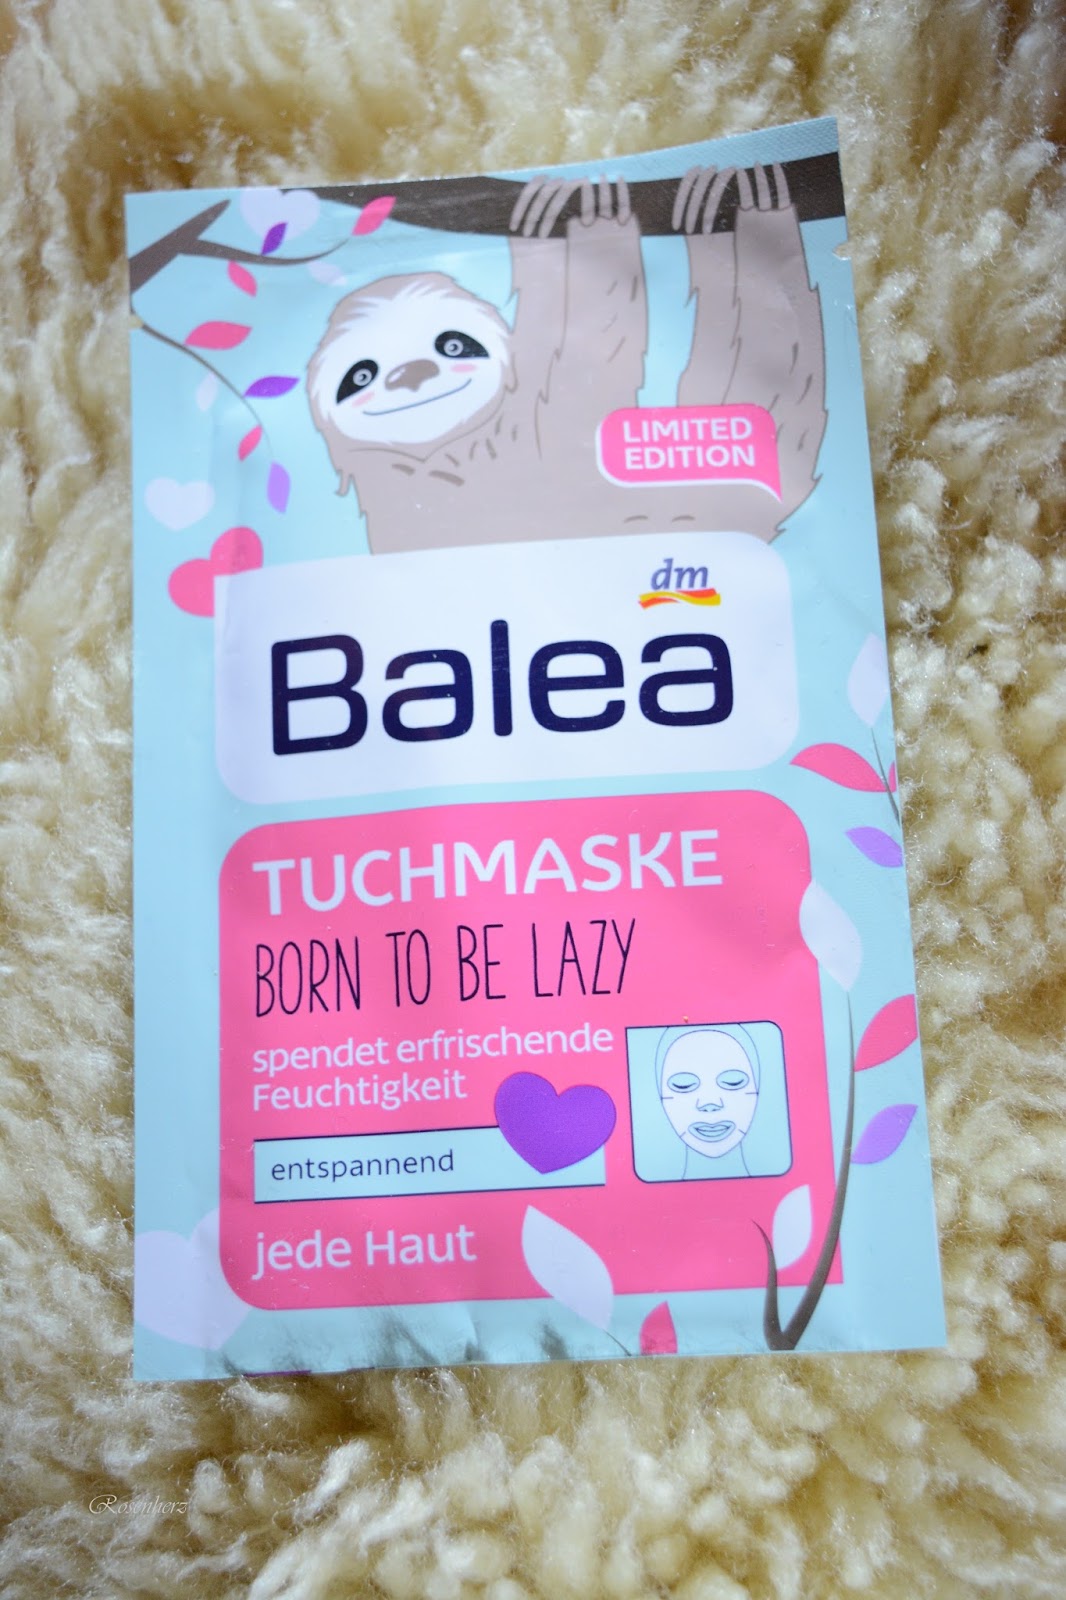 LIMITED
EDITION
dm
Balea
TUCHMASKE
BORN TO BE LAZY
spendet erfrischende
Feuchtigkeit
entspannend
jede Haut
Rosenherz